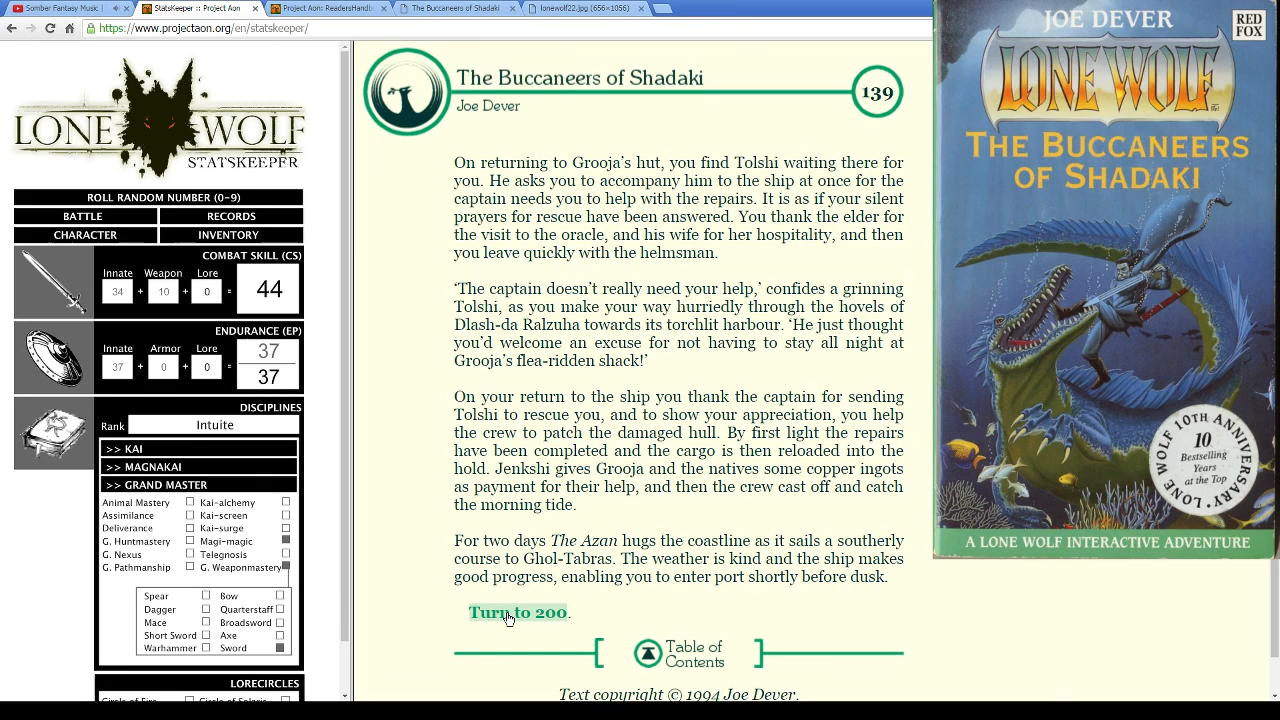 Somber Fantasy Music
StatsKeeper :: Project Aon
Project Aon: ReadersHandb
The Buccaneers of Shadaki
lonewolf22.jpg (656×1056)
https://www.projectaon.org/en/statskeeper/
LONE WOLF
STATSKEEPER
ROLL RANDOM NUMBER (0-9)
BATTLE RECORDS
CHARACTER INVENTORY
COMBAT SKILL (CS)
Innate Weapon Lore
34 + 10 + 0 = 44
ENDURANCE (EP)
Innate Armor Lore
37
37 + 0 + 0 =
37
DISCIPLINES
Rank Intuite
>> KAI
>> MAGNAKAI
>> GRAND MASTER
Animal Mastery Kai-alchemy
Assimilance Kai-screen
Deliverance Kai-surge
G. Huntmastery Magi-magic
G. Nexus Telegnosis
G. Pathmanship G. Weaponmastery
Spear Bow
Dagger Quarterstaff
Mace Broadsword
Short Sword Axe
Warhammer Sword
LORECIRCLES
Circle of Fire Circle of Solaris
The Buccaneers of Shadaki
Joe Dever
139
On returning to Grooja's hut, you find Tolshi waiting there for
you. He asks you to accompany him to the ship at once for the
captain needs you to help with the repairs. It is as if your silent
prayers for rescue have been answered. You thank the elder for
the visit to the oracle, and his wife for her hospitality, and then
you leave quickly with the helmsman.
‘The captain doesn't really need your help,’ confides a grinning
Tolshi, as you make your way hurriedly through the hovels of
Dlash-da Ralzuha towards its torchlit harbour. ‘He just thought
you'd welcome an excuse for not having to stay all night at
Grooja's flea-ridden shack!’
On your return to the ship you thank the captain for sending
Tolshi to rescue you, and to show your appreciation, you help
the crew to patch the damaged hull. By first light the repairs
have been completed and the cargo is then reloaded into the
hold. Jenkshi gives Grooja and the natives some copper ingots
as payment for their help, and then the crew cast off and catch
the morning tide.
For two days The Azan hugs the coastline as it sails a southerly
course to Ghol-Tabras. The weather is kind and the ship makes
good progress, enabling you to enter port shortly before dusk.
Turn to 200.
Table of
Contents
Text copyright © 1994 Joe Dever.
JOE DEVER
RED
FOX
LONE WOLF
THE BUCCANEERS
OF SHADAKI
LONE WOLF 10TH ANNIVERSARY
10
Bestselling
Years
at the Top
A LONE WOLF INTERACTIVE ADVENTURE